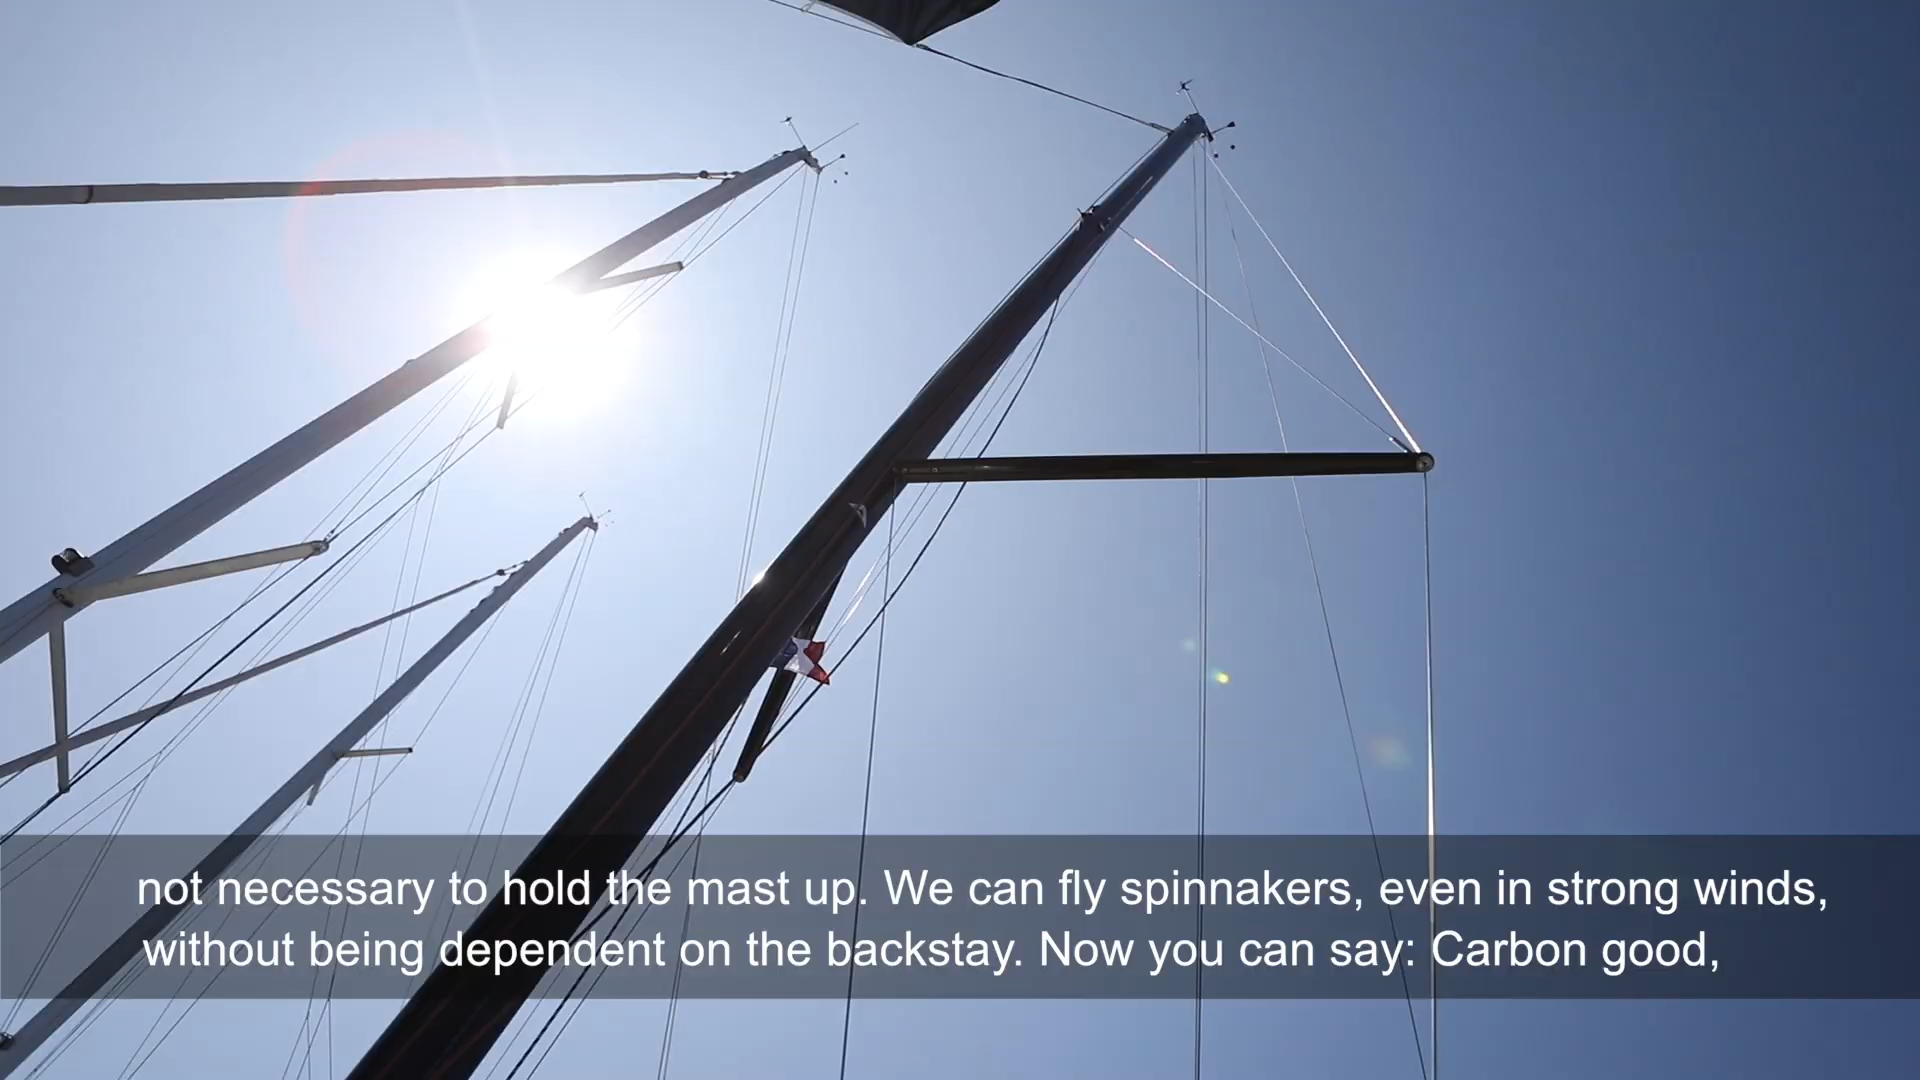 not necessary to hold the mast up. We can fly spinnakers, even in strong winds,
without being dependent on the backstay. Now you can say: Carbon good,